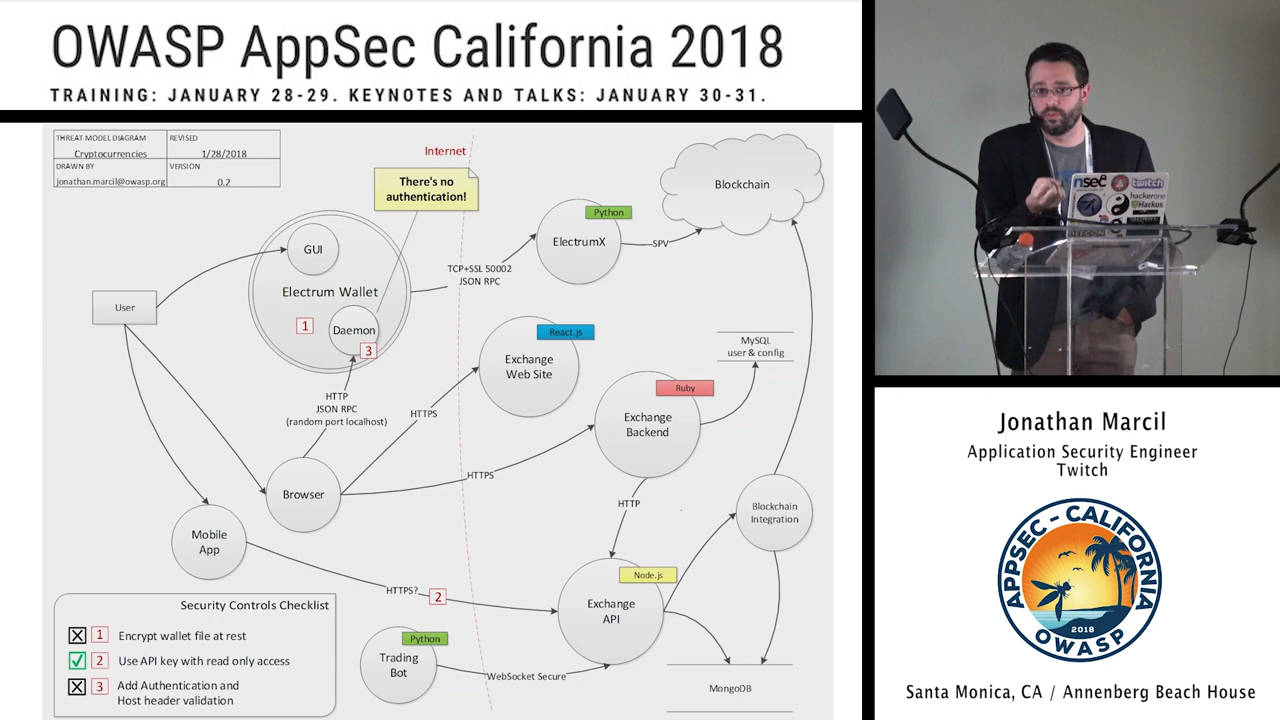 OWASP AppSec California 2018
TRAINING: JANUARY 28-29. KEYNOTES AND TALKS: JANUARY 30-31.
THREAT MODEL DIAGRAM
Cryptocurrencies
REVISED
1/28/2018
DRAWN BY
jonathan.marcil@owasp.org
VERSION
0.2
Internet
There's no
authentication!
Blockchain
Python
ElectrumX
SPV
GUI
Electrum Wallet
TCP+SSL 50002
JSON RPC
User
1
Daemon
3
React.js
Exchange
Web Site
MySQL
user & config
HTTP
JSON RPC
(random port localhost)
HTTPS
Ruby
Exchange
Backend
HTTPS
Browser
HTTP
Blockchain
Integration
Mobile
App
HTTPS?
2
Node.js
Exchange
API
Python
Trading
Bot
WebSocket Secure
MongoDB
Security Controls Checklist
1 Encrypt wallet file at rest
2 Use API key with read only access
3 Add Authentication and
Host header validation
nsec
twitch
hackerone
@Hackus
DEFCON
Jonathan Marcil
Application Security Engineer
Twitch
APPSEC - CALIFORNIA
2018
OWASP
Santa Monica, CA / Annenberg Beach House